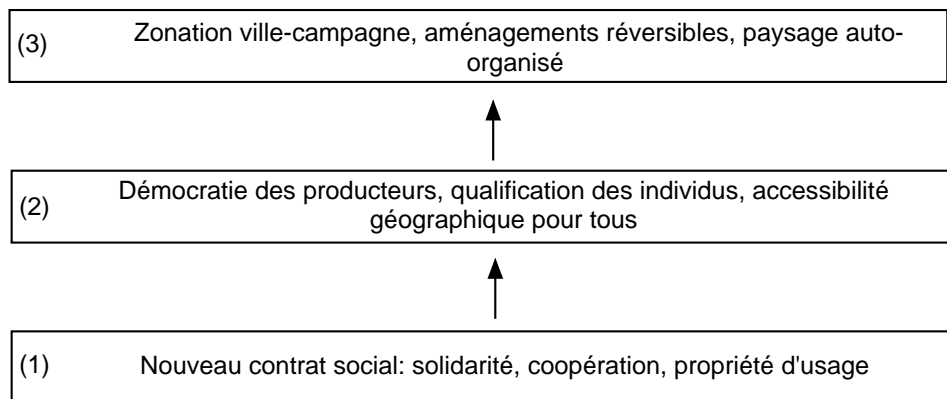 (3) Zonation ville-campagne, aménagements réversibles, paysage auto-
organisé
(2) Démocratie des producteurs, qualification des individus, accessibilité
géographique pour tous
(1) Nouveau contrat social: solidarité, coopération, propriété d'usage